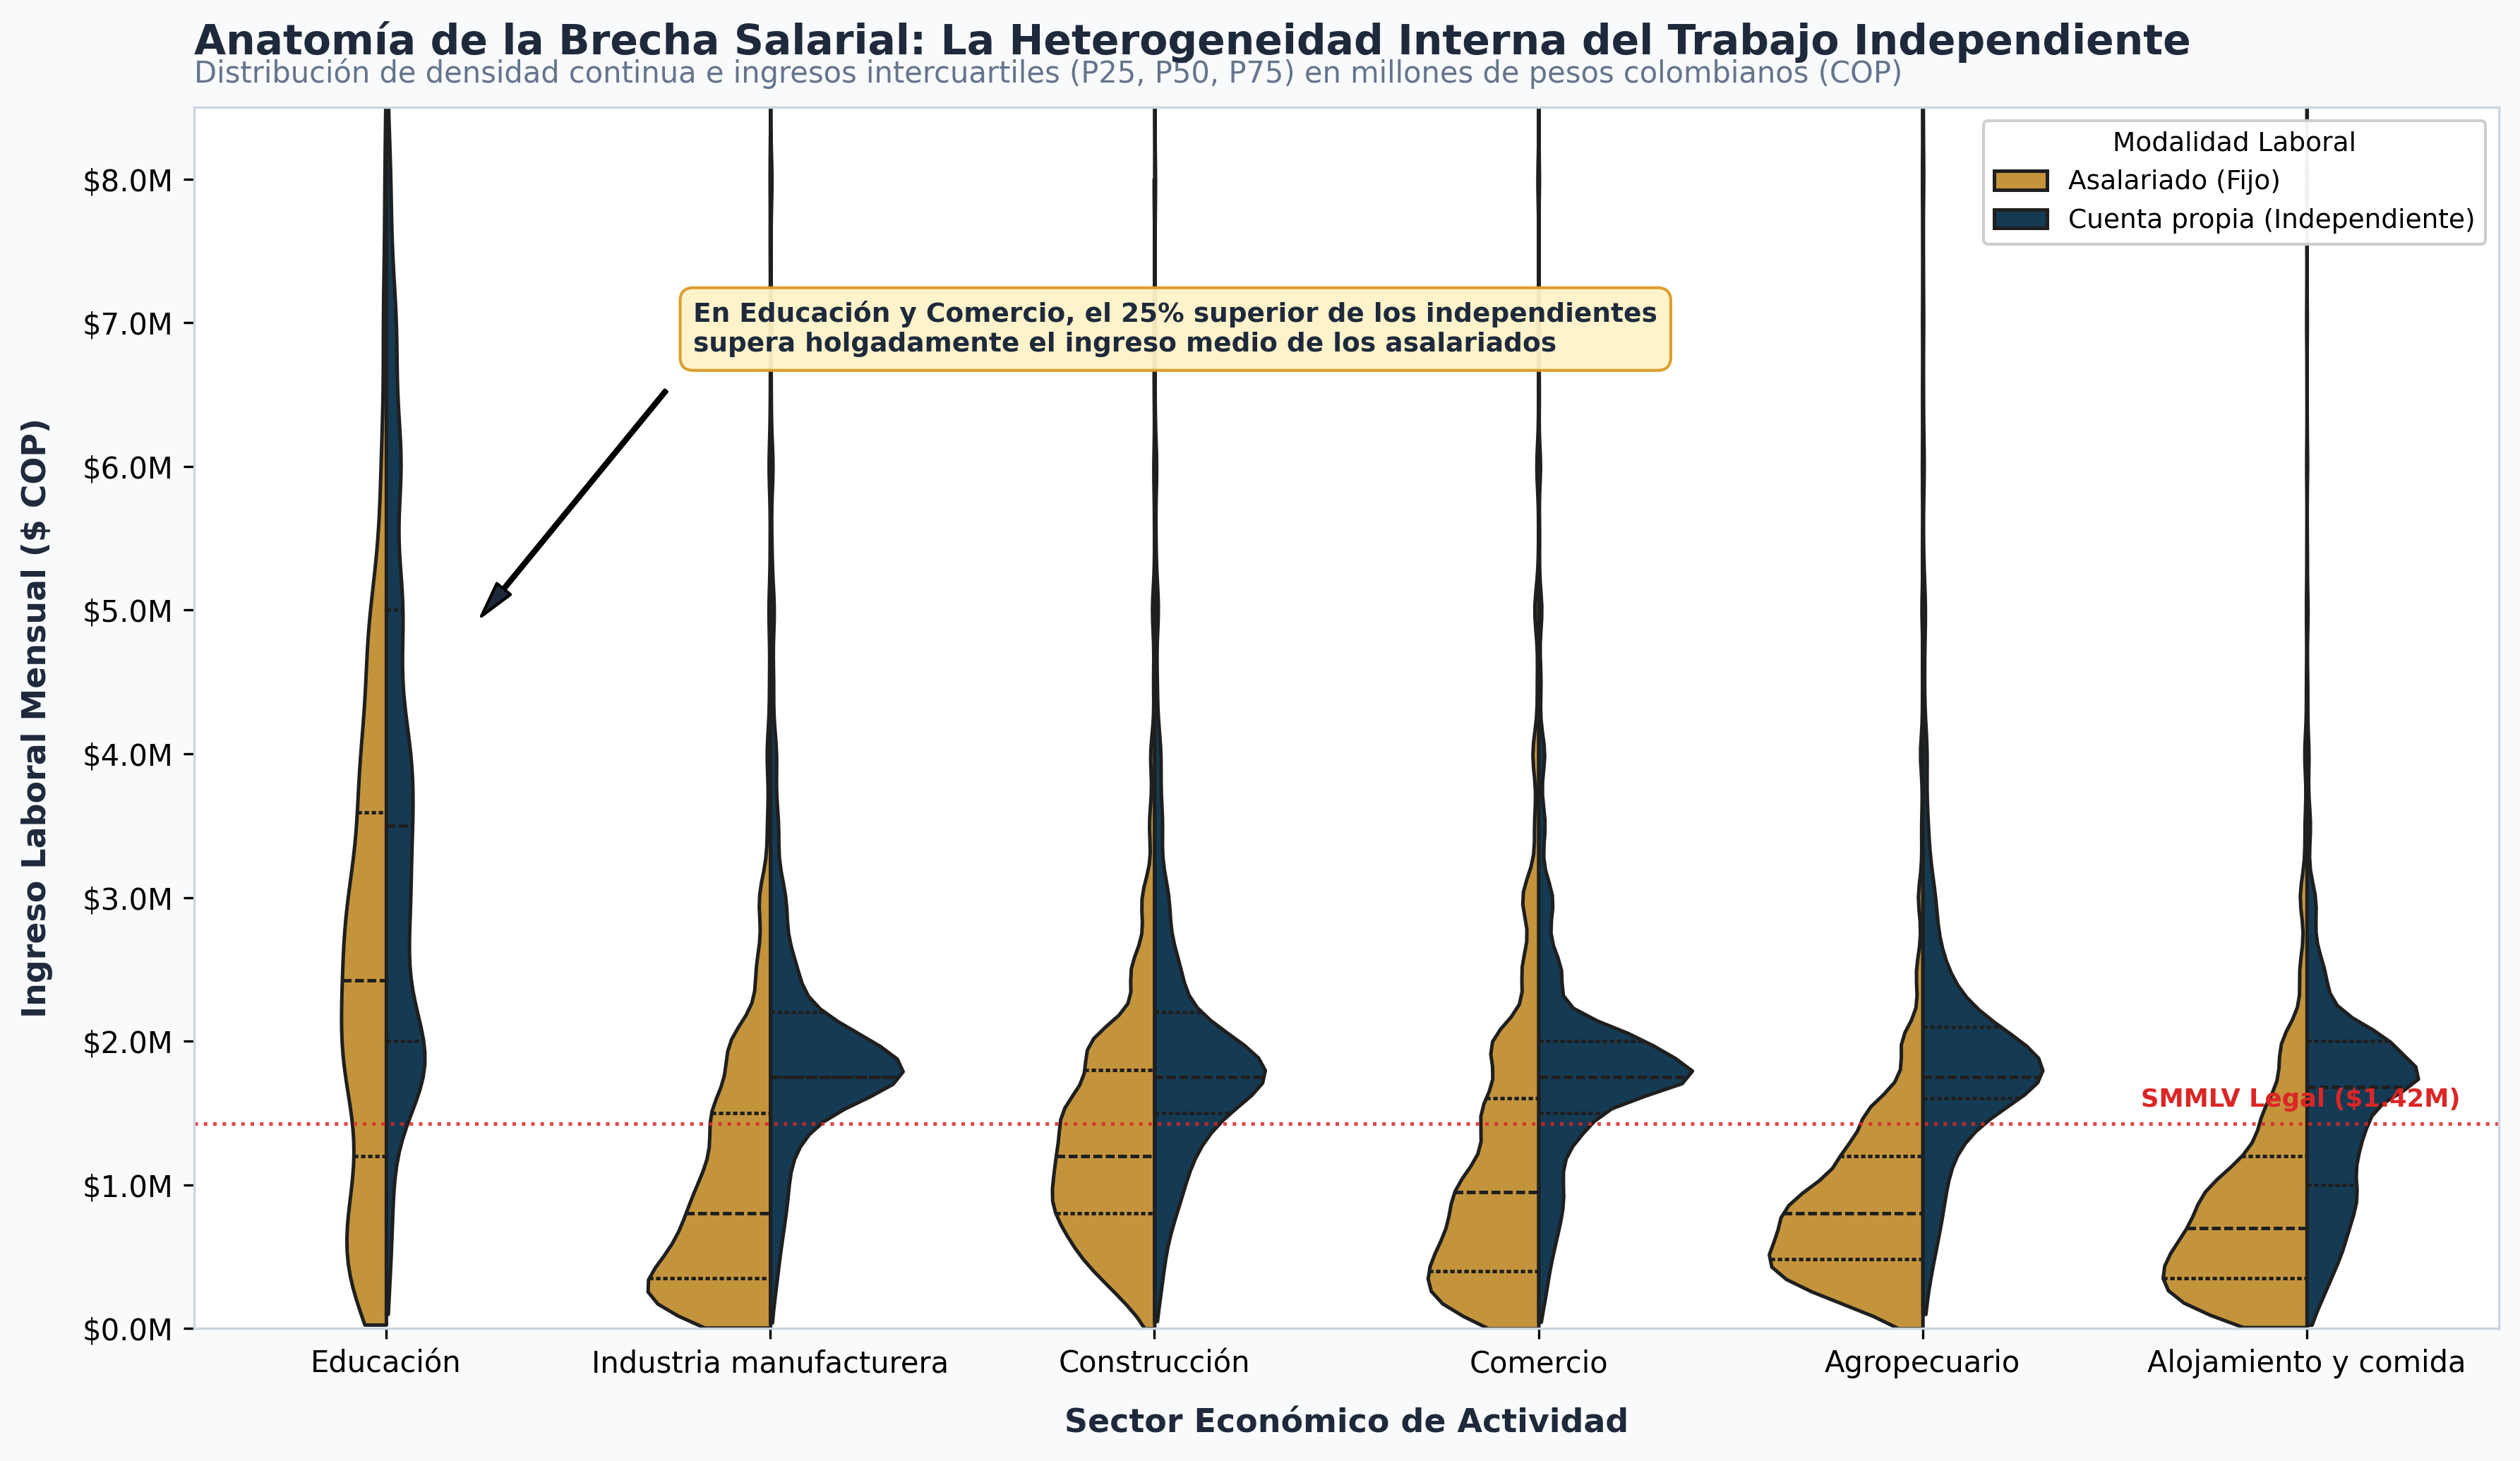 Anatomía de la Brecha Salarial: La Heterogeneidad Interna del Trabajo Independiente
Distribución de densidad continua e ingresos intercuartiles (P25, P50, P75) en millones de pesos colombianos (COP)
Modalidad Laboral
Asalariado (Fijo)
Cuenta propia (Independiente)
En Educación y Comercio, el 25% superior de los independientes
supera holgadamente el ingreso medio de los asalariados
Ingreso Laboral Mensual ($ COP)
$8.0M
$7.0M
$6.0M
$5.0M
$4.0M
$3.0M
$2.0M
$1.0M
$0.0M
SMMLV Legal ($1.42M)
Educación
Industria manufacturera
Construcción
Comercio
Agropecuario
Alojamiento y comida
Sector Económico de Actividad